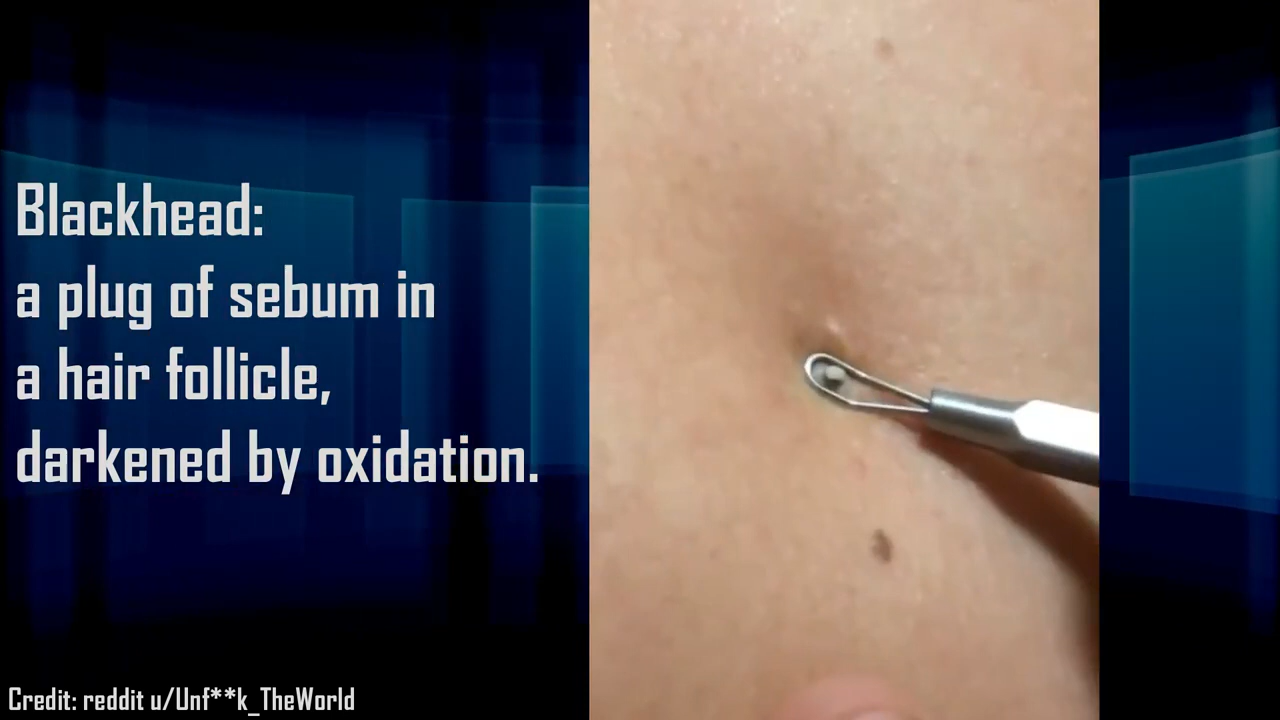 Blackhead:
a plug of sebum in
a hair follicle,
darkened by oxidation.
Credit: reddit u/Unf**k_TheWorld